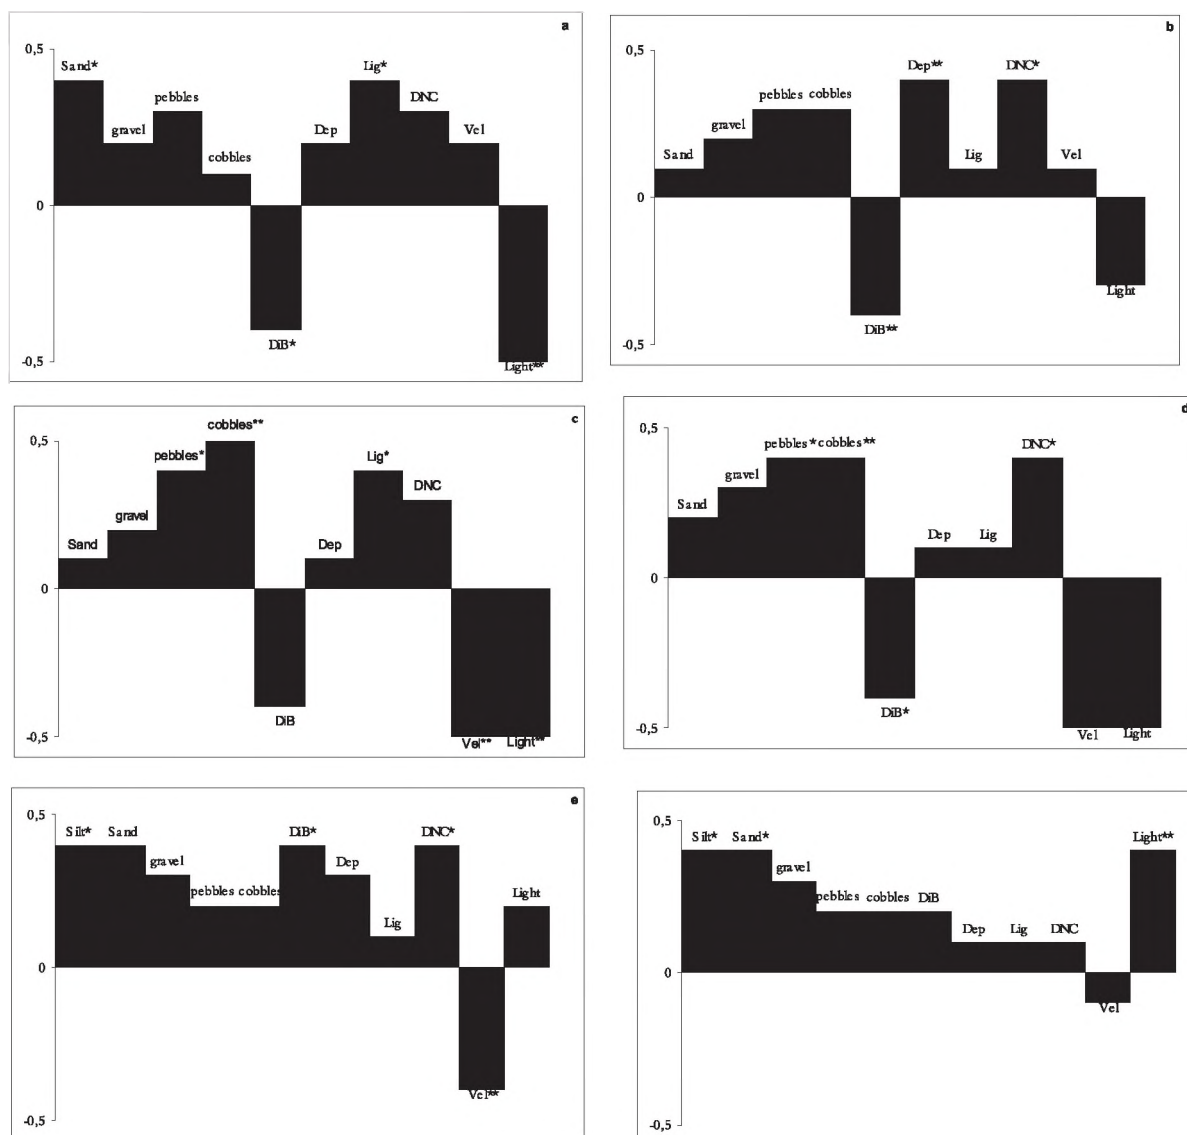 a
0,5
Sand*
Lig*
pebbles
DNC
gravel
Dep
Vel
cobbles
0
DiB*
-0,5
Light**
b
0,5
Dep**
DNC*
pebbles cobbles
gravel
Sand
Lig
Vel
0
Light
DiB**
-0,5
c
cobbles**
0,5
pebbles*
Lig*
DNC
gravel
Sand
Dep
0
DiB
-0,5
Vel**
Light**
d
0,5
pebbles* cobbles**
DNC*
gravel
Sand
Dep
Lig
0
DiB*
-0,5
Vel
Light
e
0,5
Silt*
Sand
DiB*
DNC*
gravel
Dep
pebbles cobbles
Light
Lig
0
Vel**
-0,5
0,5
Silt*
Sand*
Light**
gravel
pebbles cobbles DiB
Dep
Lig
DNC
0
Vel
-0,5